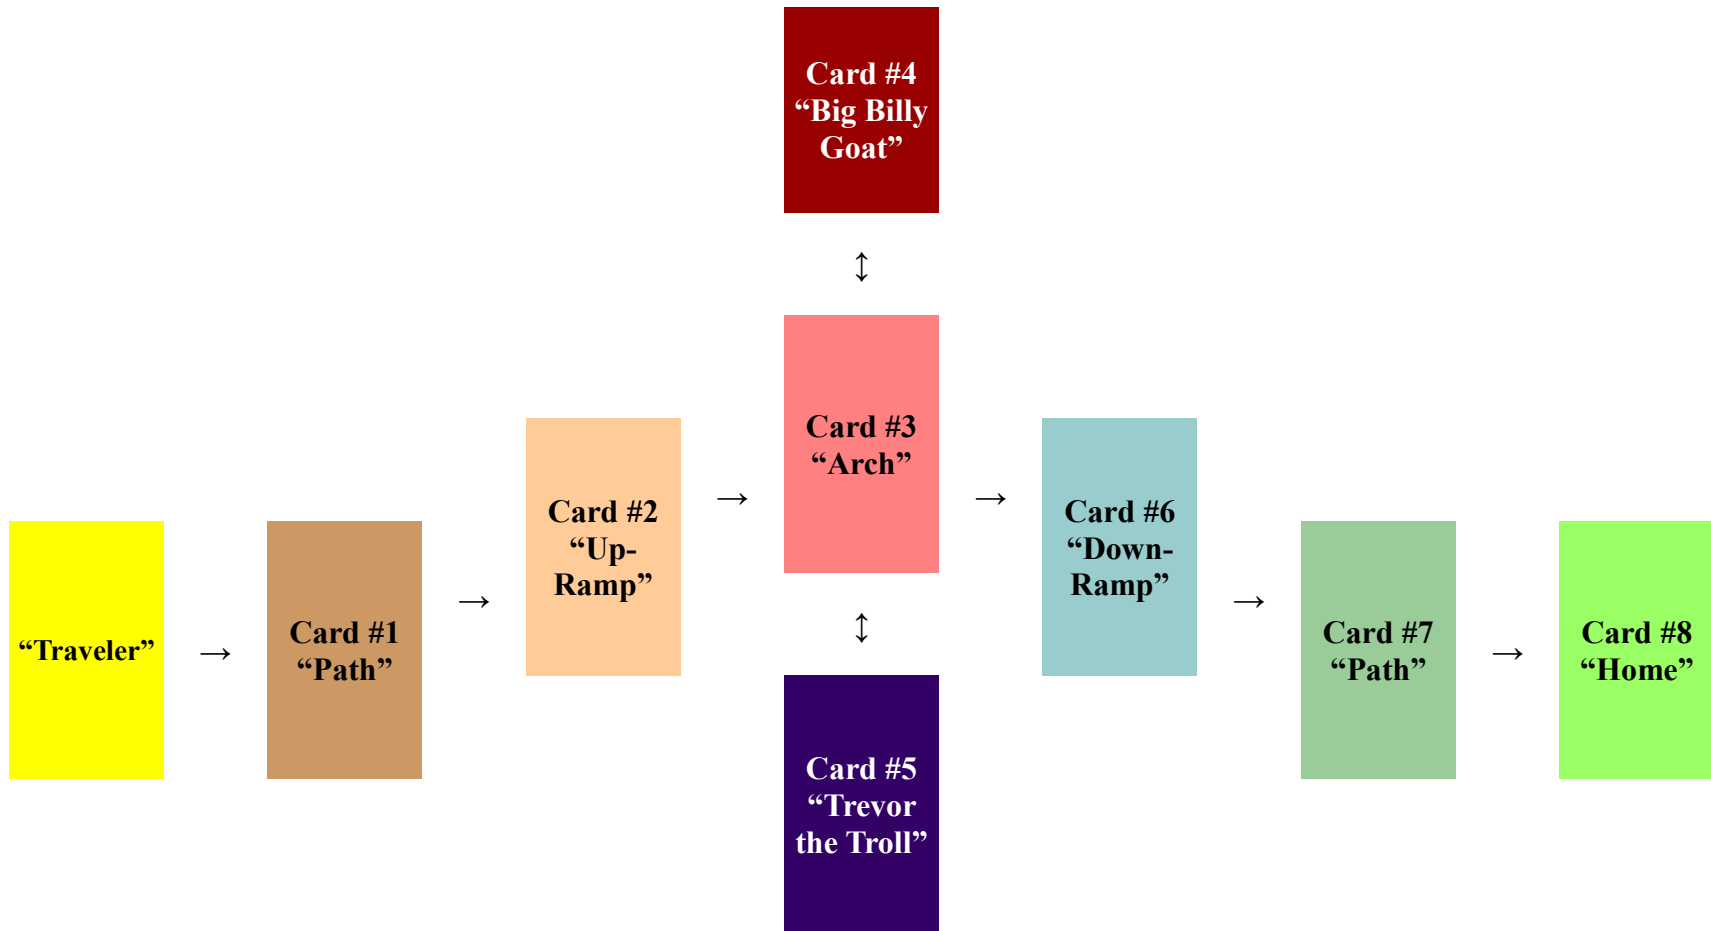 “Traveler”
→
Card #1
“Path”
→
Card #2
“Up-
Ramp”
→
Card #4
“Big Billy
Goat”
↕
Card #3
“Arch”
↕
Card #5
“Trevor
the Troll”
→
Card #6
“Down-
Ramp”
→
Card #7
“Path”
→
Card #8
“Home”